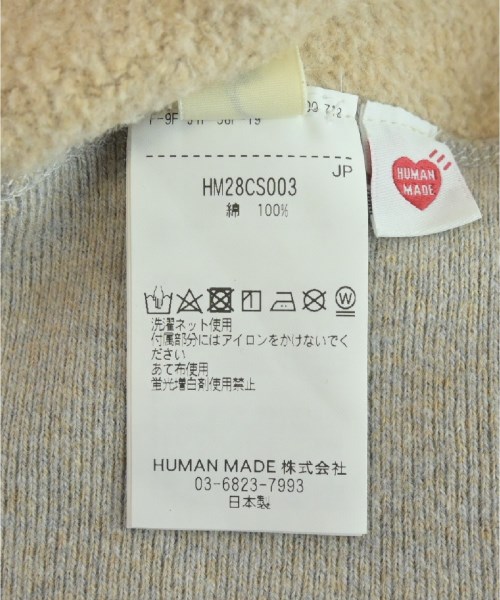 JP
HM28CS003
綿 100%
洗濯ネット使用
付属部分にはアイロンをかけないでく
ださい
あて布使用
蛍光増白剤使用禁止
HUMAN MADE 株式会社
03-6823-7993
日本製
HUMAN
MADE